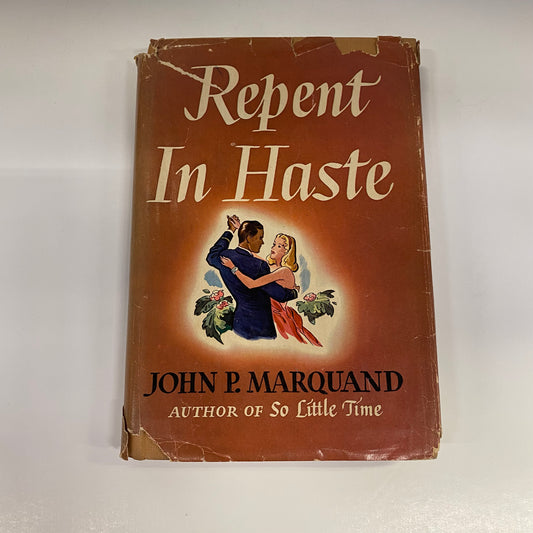 Repent
In Haste
JOHN P. MARQUAND
AUTHOR OF So Little Time